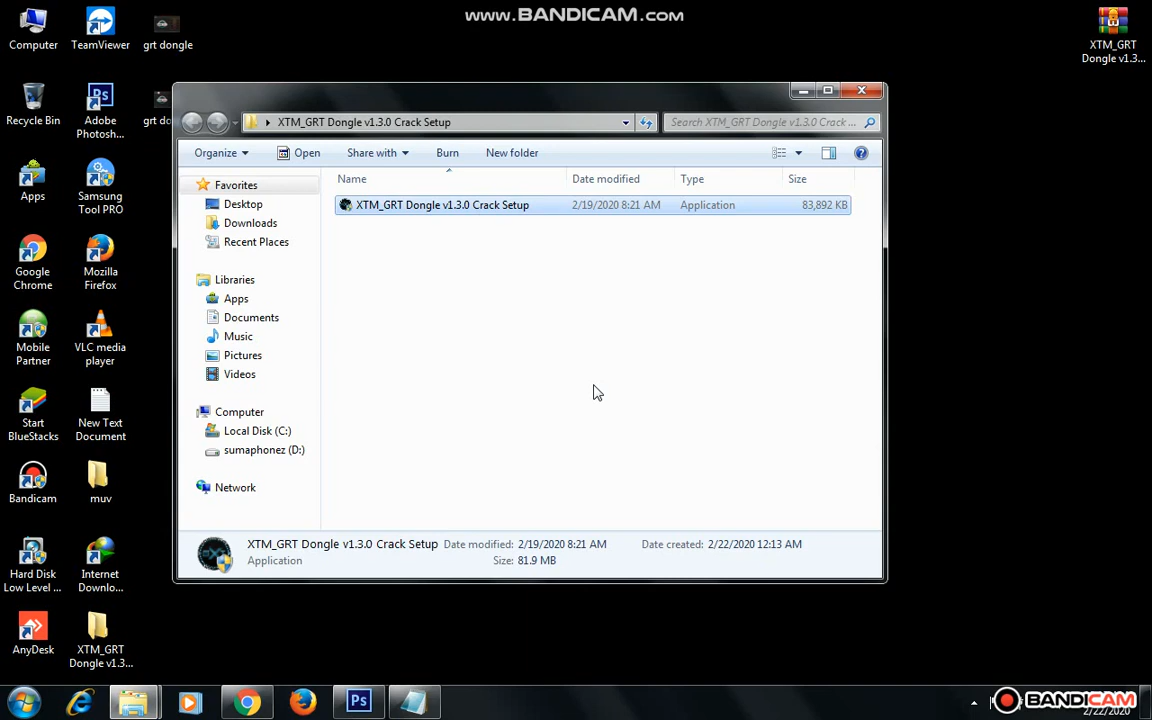 www.BANDICAM.com
Computer
TeamViewer
grt dongle
XTM_GRT
Dongle v1.3...
Recycle Bin
Adobe
Photosh...
grt do
XTM_GRT Dongle v1.3.0 Crack Setup
Search XTM_GRT Dongle v1.3.0 Crack ...
Organize
Open
Share with
Burn
New folder
Name
Date modified
Type
Size
XTM_GRT Dongle v1.3.0 Crack Setup
2/19/2020 8:21 AM
Application
83,892 KB
Favorites
Desktop
Downloads
Recent Places
Libraries
Apps
Documents
Music
Pictures
Videos
Computer
Local Disk (C:)
sumaphonez (D:)
Network
Apps
Samsung
Tool PRO
Google
Chrome
Mozilla
Firefox
Mobile
Partner
VLC media
player
Start
BlueStacks
New Text
Document
Bandicam
muv
Hard Disk
Low Level ...
Internet
Downlo...
AnyDesk
XTM_GRT
Dongle v1.3...
XTM_GRT Dongle v1.3.0 Crack Setup
Date modified: 2/19/2020 8:21 AM
Date created: 2/22/2020 12:13 AM
Application
Size: 81.9 MB
Ps
BANDICAM
2/22/2020